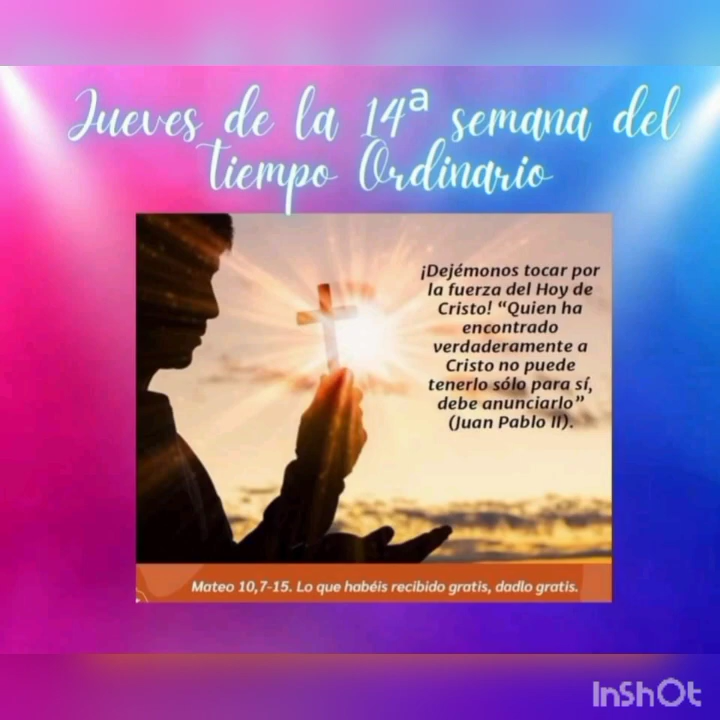 Jueves de la 14ª semana del
tiempo Ordinario
¡Dejémonos tocar por
la fuerza del Hoy de
Cristo! “Quien ha
encontrado
verdaderamente a
Cristo no puede
tenerlo sólo para sí,
debe anunciarlo”
(Juan Pablo II).
Mateo 10,7-15. Lo que habéis recibido gratis, dadlo gratis.
InShOt